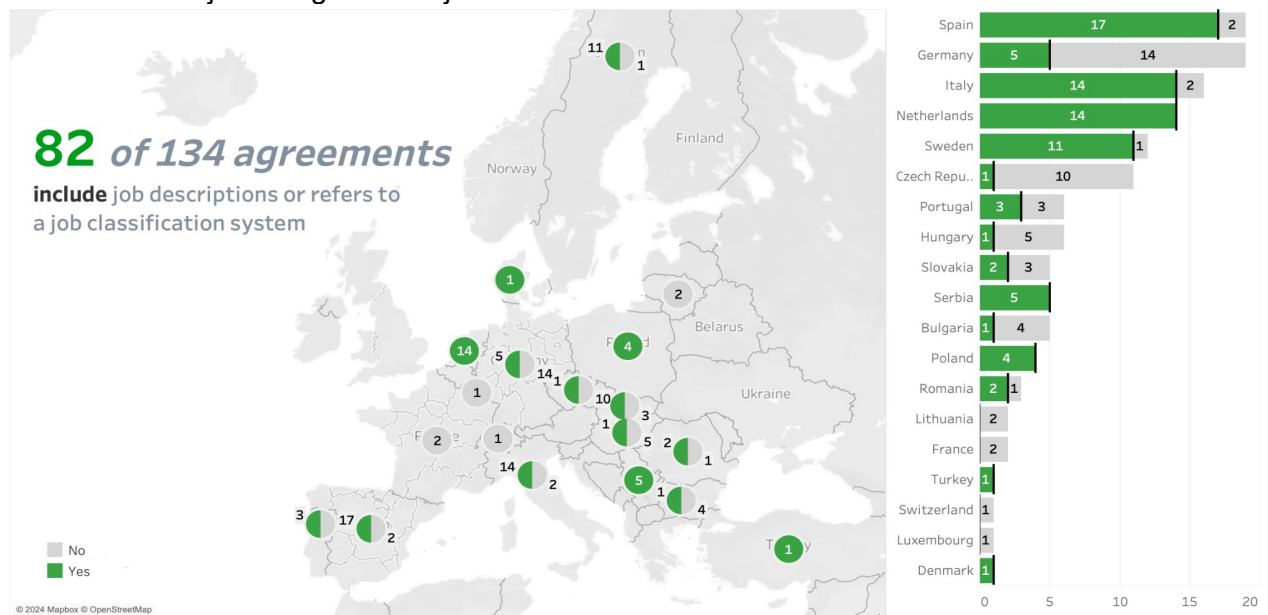 82 of 134 agreements
include job descriptions or refers to
a job classification system
11
1
Finland
Norway
1
2
Belarus
14
4
5
14
1
1
10
3
Ukraine
1
5
2
1
2
1
14
2
5
1
4
3
17
2
1
No
Yes
© 2024 Mapbox © OpenStreetMap
Spain 17 2
Germany 5 14
Italy 14 2
Netherlands 14
Sweden 11 1
Czech Repu.. 1 10
Portugal 3 3
Hungary 1 5
Slovakia 2 3
Serbia 5
Bulgaria 1 4
Poland 4
Romania 2 1
Lithuania 2
France 2
Turkey 1
Switzerland 1
Luxembourg 1
Denmark 1
0 5 10 15 20